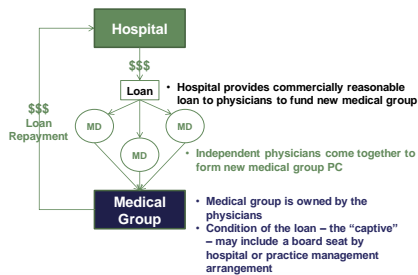 Hospital
$$$
Loan
• Hospital provides commercially reasonable
loan to physicians to fund new medical group
$$$
Loan
Repayment
MD
MD
MD
• Independent physicians come together to
form new medical group PC
Medical
Group
• Medical group is owned by the
physicians
• Condition of the loan – the “captive”
– may include a board seat by
hospital or practice management
arrangement